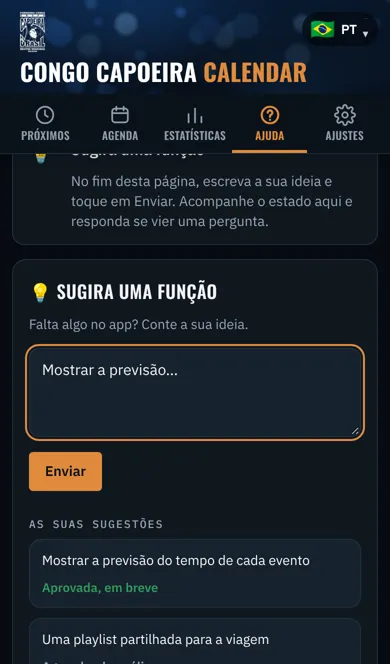 PT
CONGO CAPOEIRA CALENDAR
PRÓXIMOS
AGENDA
ESTATÍSTICAS
AJUDA
AJUSTES
Sugira uma função
No fim desta página, escreva a sua ideia e
toque em Enviar. Acompanhe o estado aqui e
responda se vier uma pergunta.
SUGIRA UMA FUNÇÃO
Falta algo no app? Conte a sua ideia.
Mostrar a previsão...
Enviar
AS SUAS SUGESTÕES
Mostrar a previsão do tempo de cada evento
Aprovada, em breve
Uma playlist partilhada para a viagem